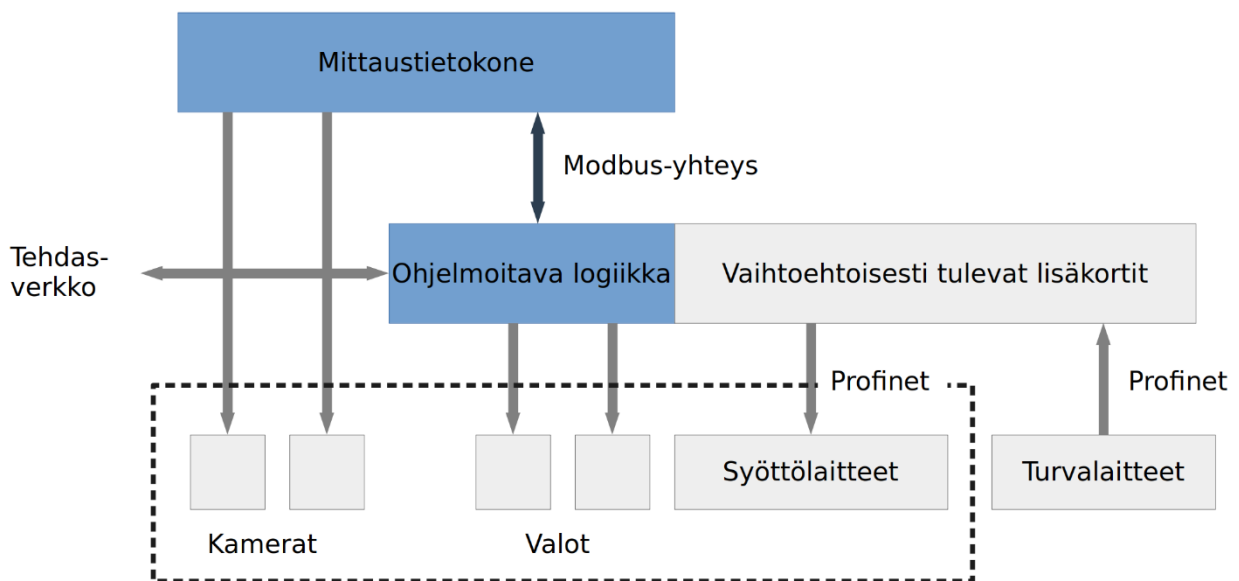 Mittaustietokone
Modbus-yhteys
Tehdas-
verkko
Ohjelmoitava logiikka
Vaihtoehtoisesti tulevat lisäkortit
Profinet
Profinet
Syöttölaitteet
Turvalaitteet
Kamerat
Valot